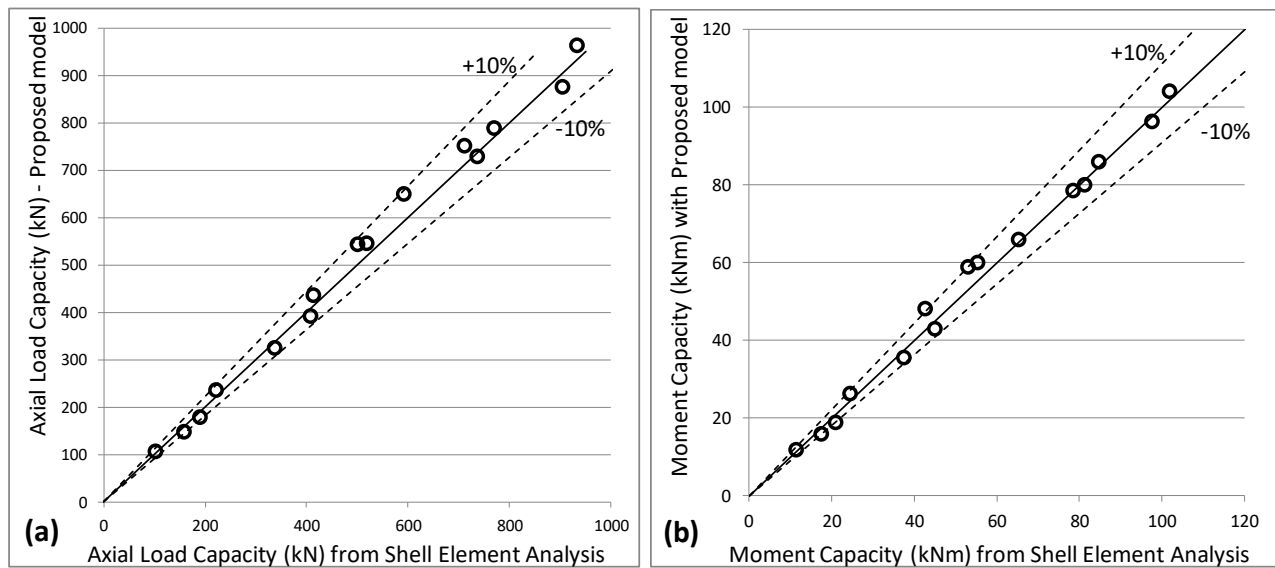 Axial Load Capacity (kN) - Proposed model
1000
900
800
700
600
500
400
300
200
100
0
+10%
-10%
0 200 400 600 800 1000
(a)
Axial Load Capacity (kN) from Shell Element Analysis
Moment Capacity (kNm) with Proposed model
120
100
80
60
40
20
0
+10%
-10%
0 20 40 60 80 100 120
(b)
Moment Capacity (kNm) from Shell Element Analysis